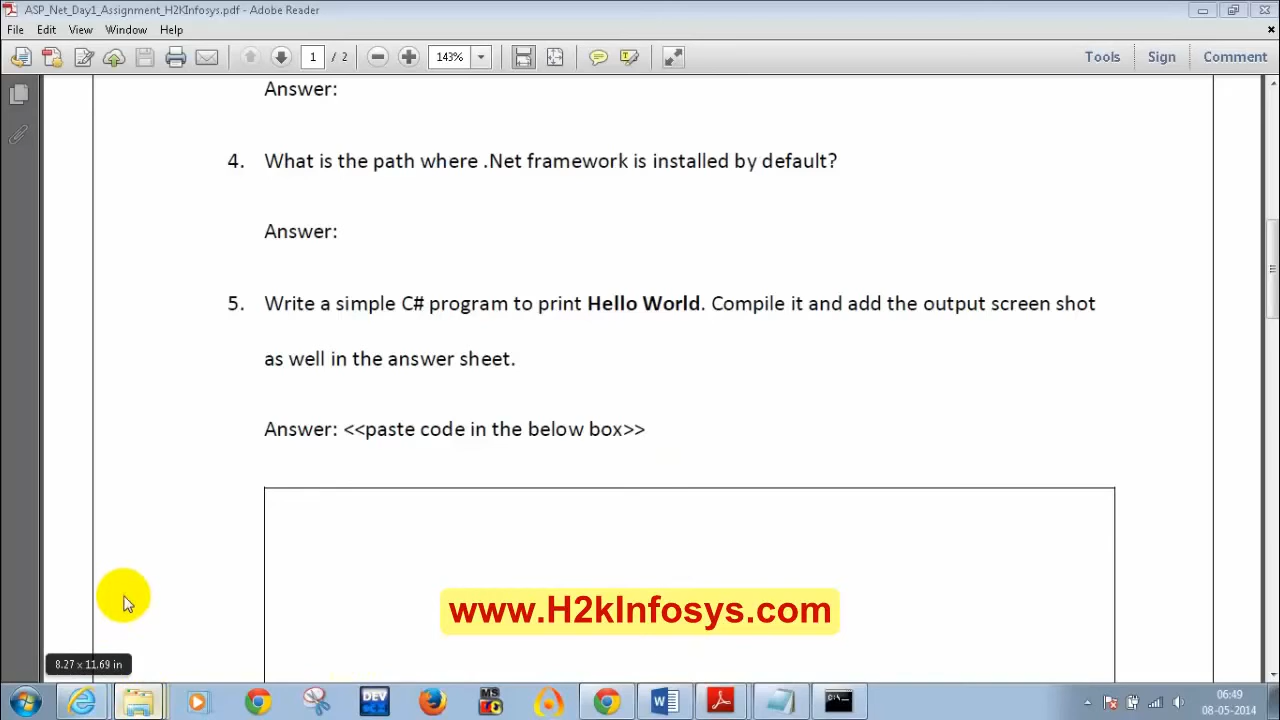 ASP_Net_Day1_Assignment_H2KInfosys.pdf - Adobe Reader
File Edit View Window Help
1 / 2 143% Tools Sign Comment
Answer:
4. What is the path where .Net framework is installed by default?
Answer:
5. Write a simple C# program to print Hello World. Compile it and add the output screen shot
as well in the answer sheet.
Answer: <<paste code in the below box>>
www.H2kInfosys.com
8.27 x 11.69 in
DEV
MS
06:49
08-05-2014